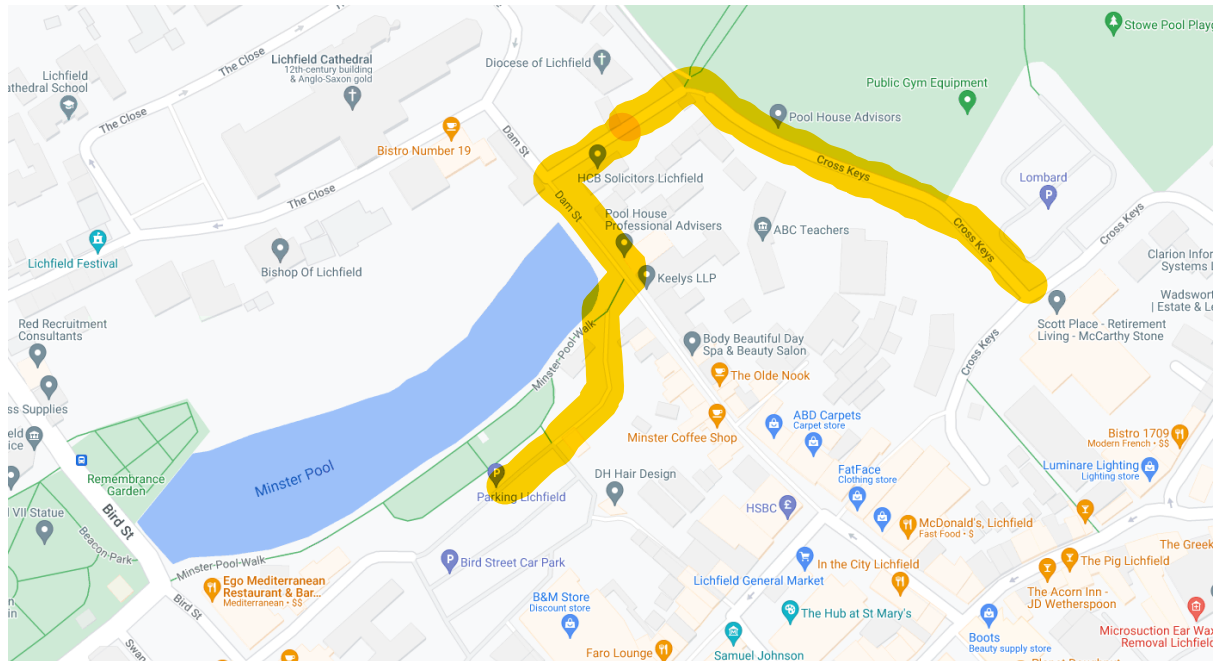 Stowe Pool Playg
The Close
Lichfield Cathedral
12th-century building
& Anglo-Saxon gold
Diocese of Lichfield
Lichfield
athedral School
Public Gym Equipment
The Close
Pool House Advisors
Bistro Number 19
Dam St
Cross Keys
HCB Solicitors Lichfield
Lombard
P
The Close
Dam St
Pool House
Professional Advisers
Cross Keys
Cross Keys
ABC Teachers
Lichfield Festival
Bishop Of Lichfield
Clarion Infor
Systems
Keelys LLP
Wadswor
| Estate & Le
Red Recruitment
Consultants
Scott Place - Retirement
Living - McCarthy Stone
Minster-Pool-Walk
Body Beautiful Day
Spa & Beauty Salon
Cross Keys
The Olde Nook
ss Supplies
ABD Carpets
Carpet store
Minster Coffee Shop
field
ice
Bistro 1709
Modern French • $$
Minster Pool
Remembrance
Garden
P
Parking Lichfield
DH Hair Design
FatFace
Clothing store
Luminare Lighting
Lighting store
VII Statue
Bird St
HSBC
£
McDonald's, Lichfield
Fast Food • $
Beacon-Park
Minster-Pool-Walk
P
Bird Street Car Park
In the City Lichfield
Lichfield General Market
The Greek
The Pig Lichfield
Ego Mediterranean
Restaurant & Bar...
Mediterranean • $$
Bird St
B&M Store
Discount store
The Hub at St Mary's
The Acorn Inn -
JD Wetherspoon
Boots
Beauty supply store
Microsuction Ear Wax
Removal Lichfield
Swan
Faro Lounge
Samuel Johnson